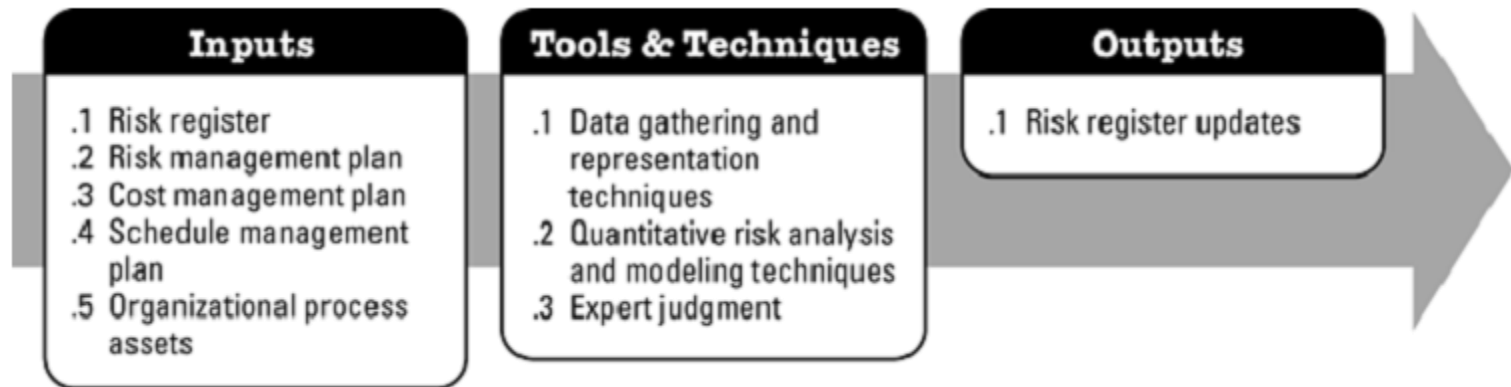 Inputs
.1 Risk register
.2 Risk management plan
.3 Cost management plan
.4 Schedule management
plan
.5 Organizational process
assets
Tools & Techniques
.1 Data gathering and
representation
techniques
.2 Quantitative risk analysis
and modeling techniques
.3 Expert judgment
Outputs
.1 Risk register updates